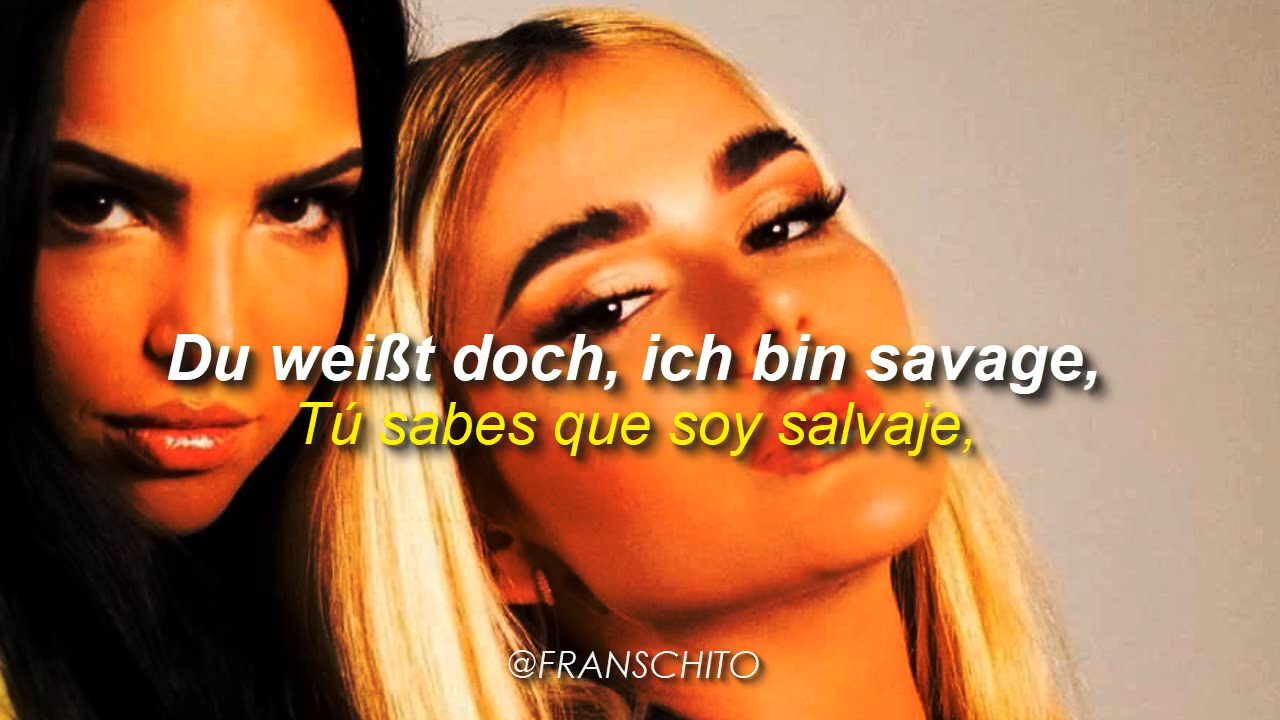 Du weißt doch, ich bin savage,
Tú sabes que soy salvaje,
@FRANSCHITO